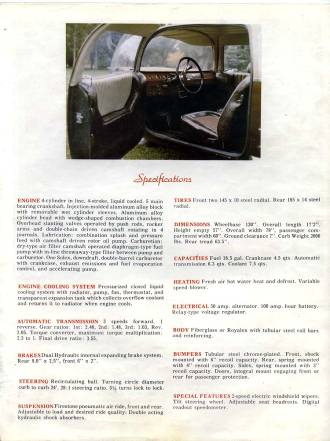 Specifications
ENGINE 4-cylinder in line, 4-stroke, liquid cooled, 5 main
bearing crankshaft. Injection-molded aluminum alloy block
with removable wet cylinder sleeves. Aluminum alloy
cylinder head with wedge-shaped combustion chambers.
Overhead slanting valves operated by push rods, rocker
arms and double-chain driven camshaft rotating in 4
journals. Lubrication: combination splash and pressure
feed with camshaft driven rotor oil pump. Carburetion:
dry-type air filter camshaft operated diaphragm-type fuel
pump with in-line throwaway-type filter between pump and
carburetor. One Solex, downdraft, double-barrel carburetor
with crankcase, exhaust emissions and fuel evaporation
control, and accelerating pump.
ENGINE COOLING SYSTEM Pressurized closed liquid
cooling system with radiator, pump, fan, thermostat, and
transparent expansion tank which collects overflow coolant
and returns it to radiator when engine cools.
AUTOMATIC TRANSMISSION 3 speeds forward, 1
reverse. Gear ratios: 1st: 2.40, 2nd: 1.48, 3rd: 1.03, Rev.
2.05. Torque converter, maximum torque multiplication:
2.3 to 1. Final drive ratio: 3.55.
BRAKES Dual Hydraulic internal expanding brake system.
Rear 9.0" x 2.5", front 6" x 2".
STEERING Recirculating ball. Turning circle diameter
curb to curb 26'. 20:1 steering ratio. 3½ turns lock to lock.
SUSPENSION Firestone pneumatic air ride, front and rear.
Adjustable to load and desired ride quality. Double acting
hydraulic shock absorbers.
TIRES Front two 145 x 10 steel radial. Rear 185 x 14 steel
radial.
DIMENSIONS Wheelbase 130". Overall length 17'2".
Height empty 57". Overall width 79", passenger com-
partment width 60". Ground clearance 7". Curb Weight 2000
lbs. Rear tread 63.5".
CAPACITIES Fuel 16.5 gal. Crankcase 4.5 qts. Automatic
transmission 6.3 qts. Coolant 7.5 qts.
HEATING Fresh air hot water heat and defrost. Variable
speed blower.
ELECTRICAL 50 amp. alternator. 100 amp. hour battery.
Relay-type voltage regulator.
BODY Fiberglass or Royalex with tubular steel roll bars
and reinforcing.
BUMPERS Tubular steel chrome-plated. Front, shock
mounted with 6" recoil capacity. Rear, spring mounted
with 4" recoil capacity. Sides, spring mounted with 3"
recoil capacity. Doors, integral mount engaging front or
rear for passenger protection.
SPECIAL FEATURES 2-speed electric windshield wipers.
Tilt steering wheel. Adjustable seat headrests. Digital
readout speedometer.